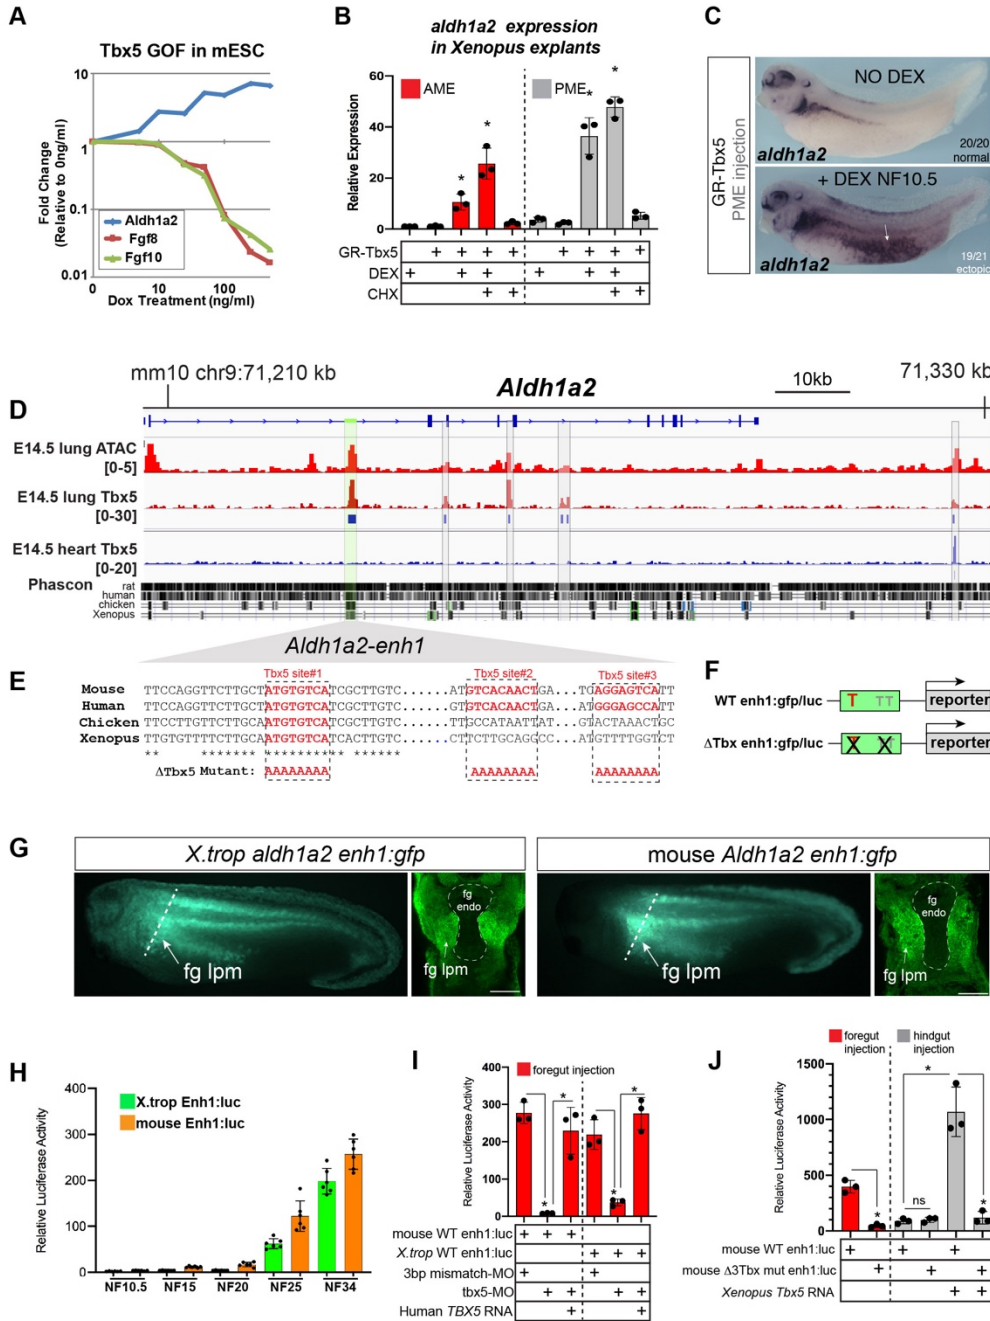 A
Tbx5 GOF in mESC
10
1
0.1
0.01
Fold Change
(Relative to 0ng/ml)
Aldh1a2
Fgf8
Fgf10
0
10
100
Dox Treatment (ng/ml)
B
aldh1a2 expression
in Xenopus explants
AME
PME
60
40
20
0
Relative Expression
* * * *
GR-Tbx5 + + + + + + + +
DEX + + + + + +
CHX + + + +
C
GR-Tbx5
PME injection
NO DEX
aldh1a2
20/20
normal
+ DEX NF10.5
aldh1a2
19/21
ectopic
mm10 chr9:71,210 kb
Aldh1a2
10kb
71,330 kb
D
E14.5 lung ATAC
[0-5]
E14.5 lung Tbx5
[0-30]
E14.5 heart Tbx5
[0-20]
Phascon
rat
human
chicken
Xenopus
Aldh1a2-enh1
E
Tbx5 site#1 Tbx5 site#2 Tbx5 site#3
Mouse TTCCAGGTTCTTGCTATGTGTCATCGCTTGTC......ATGTCACAACTGA...TGAGGAGTCATT
Human TTCCAGGTTCTTGCTATGTGTCATCGCTTGTC......ATGTCACAACTGA...TGGGGAGCCATT
Chicken TTCCTTGTTCTTGCAATGTGTCATCGCTTGTC......CTTGCCATAATTAT...GTACTAAACTGC
Xenopus TTGTGTTTTCTTGCAATGTGTCATCACTTGTC......CTTCTTGCAGGCC...ATGTTTTGGTCT
ΔTbx5 Mutant: AAAAAAAA AAAAAAAAA AAAAAAAA
F
WT enh1:gfp/luc
T TT
reporter
ΔTbx enh1:gfp/luc
X X
reporter
G
X.trop aldh1a2 enh1:gfp
mouse Aldh1a2 enh1:gfp
fg lpm
fg
endo
fg lpm
fg lpm
fg
endo
fg lpm
H
X.trop Enh1:luc
mouse Enh1:luc
400
300
200
100
0
Relative Luciferase Activity
NF10.5 NF15 NF20 NF25 NF34
I
foregut injection
400
300
200
100
0
Relative Luciferase Activity
* * * *
mouse WT enh1:luc + + +
X.trop WT enh1:luc + + +
3bp mismatch-MO + +
tbx5-MO + + + +
Human TBX5 RNA + +
J
foregut
injection
hindgut
injection
1500
1000
500
400
200
0
Relative Luciferase Activity
* ns * *
mouse WT enh1:luc + + +
mouse Δ3Tbx mut enh1:luc + + +
Xenopus Tbx5 RNA + +